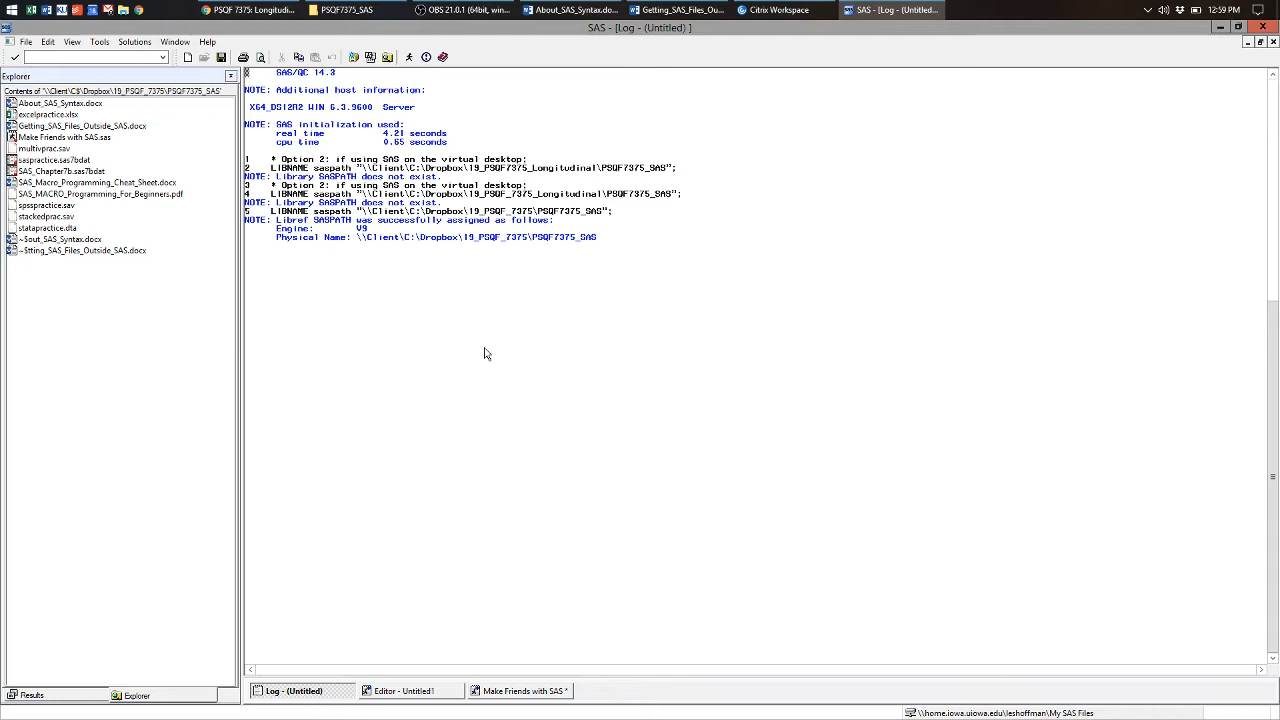 PSQF 7375: Longitudi...
PSQF7375_SAS
OBS 21.0.1 (64bit, win...
About_SAS_Syntax.do...
Getting_SAS_Files_Ou...
Citrix Workspace
SAS - [Log - (Untitled...
12:59 PM
SAS - [Log - (Untitled) ]
File Edit View Tools Solutions Window Help
Explorer
Contents of '\\Client\C$\Dropbox\19_PSQF_7375\PSQF7375_SAS'
About_SAS_Syntax.docx
excelpractice.xlsx
Getting_SAS_Files_Outside_SAS.docx
Make Friends with SAS.sas
multivprac.sav
saspractice.sas7bdat
SAS_Chapter7b.sas7bdat
SAS_Macro_Programming_Cheat_Sheet.docx
SAS_MACRO_Programming_For_Beginners.pdf
spsspractice.sav
stackedprac.sav
statapractice.dta
~$out_SAS_Syntax.docx
~$tting_SAS_Files_Outside_SAS.docx
SAS/QC 14.3
NOTE: Additional host information:
X64_DS12R2 WIN 6.3.9600 Server
NOTE: SAS initialization used:
real time 4.21 seconds
cpu time 0.65 seconds
1 * Option 2: if using SAS on the virtual desktop;
2 LIBNAME saspath "\\Client\C:\Dropbox\19_PSQF7375_Longitudinal\PSQF7375_SAS";
NOTE: Library SASPATH does not exist.
3 * Option 2: if using SAS on the virtual desktop;
4 LIBNAME saspath "\\Client\C:\Dropbox\19_PSQF_7375_Longitudinal\PSQF7375_SAS";
NOTE: Library SASPATH does not exist.
5 LIBNAME saspath "\\Client\C:\Dropbox\19_PSQF_7375\PSQF7375_SAS";
NOTE: Libref SASPATH was successfully assigned as follows:
Engine: V9
Physical Name: \\Client\C:\Dropbox\19_PSQF_7375\PSQF7375_SAS
Results
Explorer
Log - (Untitled)
Editor - Untitled1
Make Friends with SAS *
\\home.iowa.uiowa.edu\leshoffman\My SAS Files